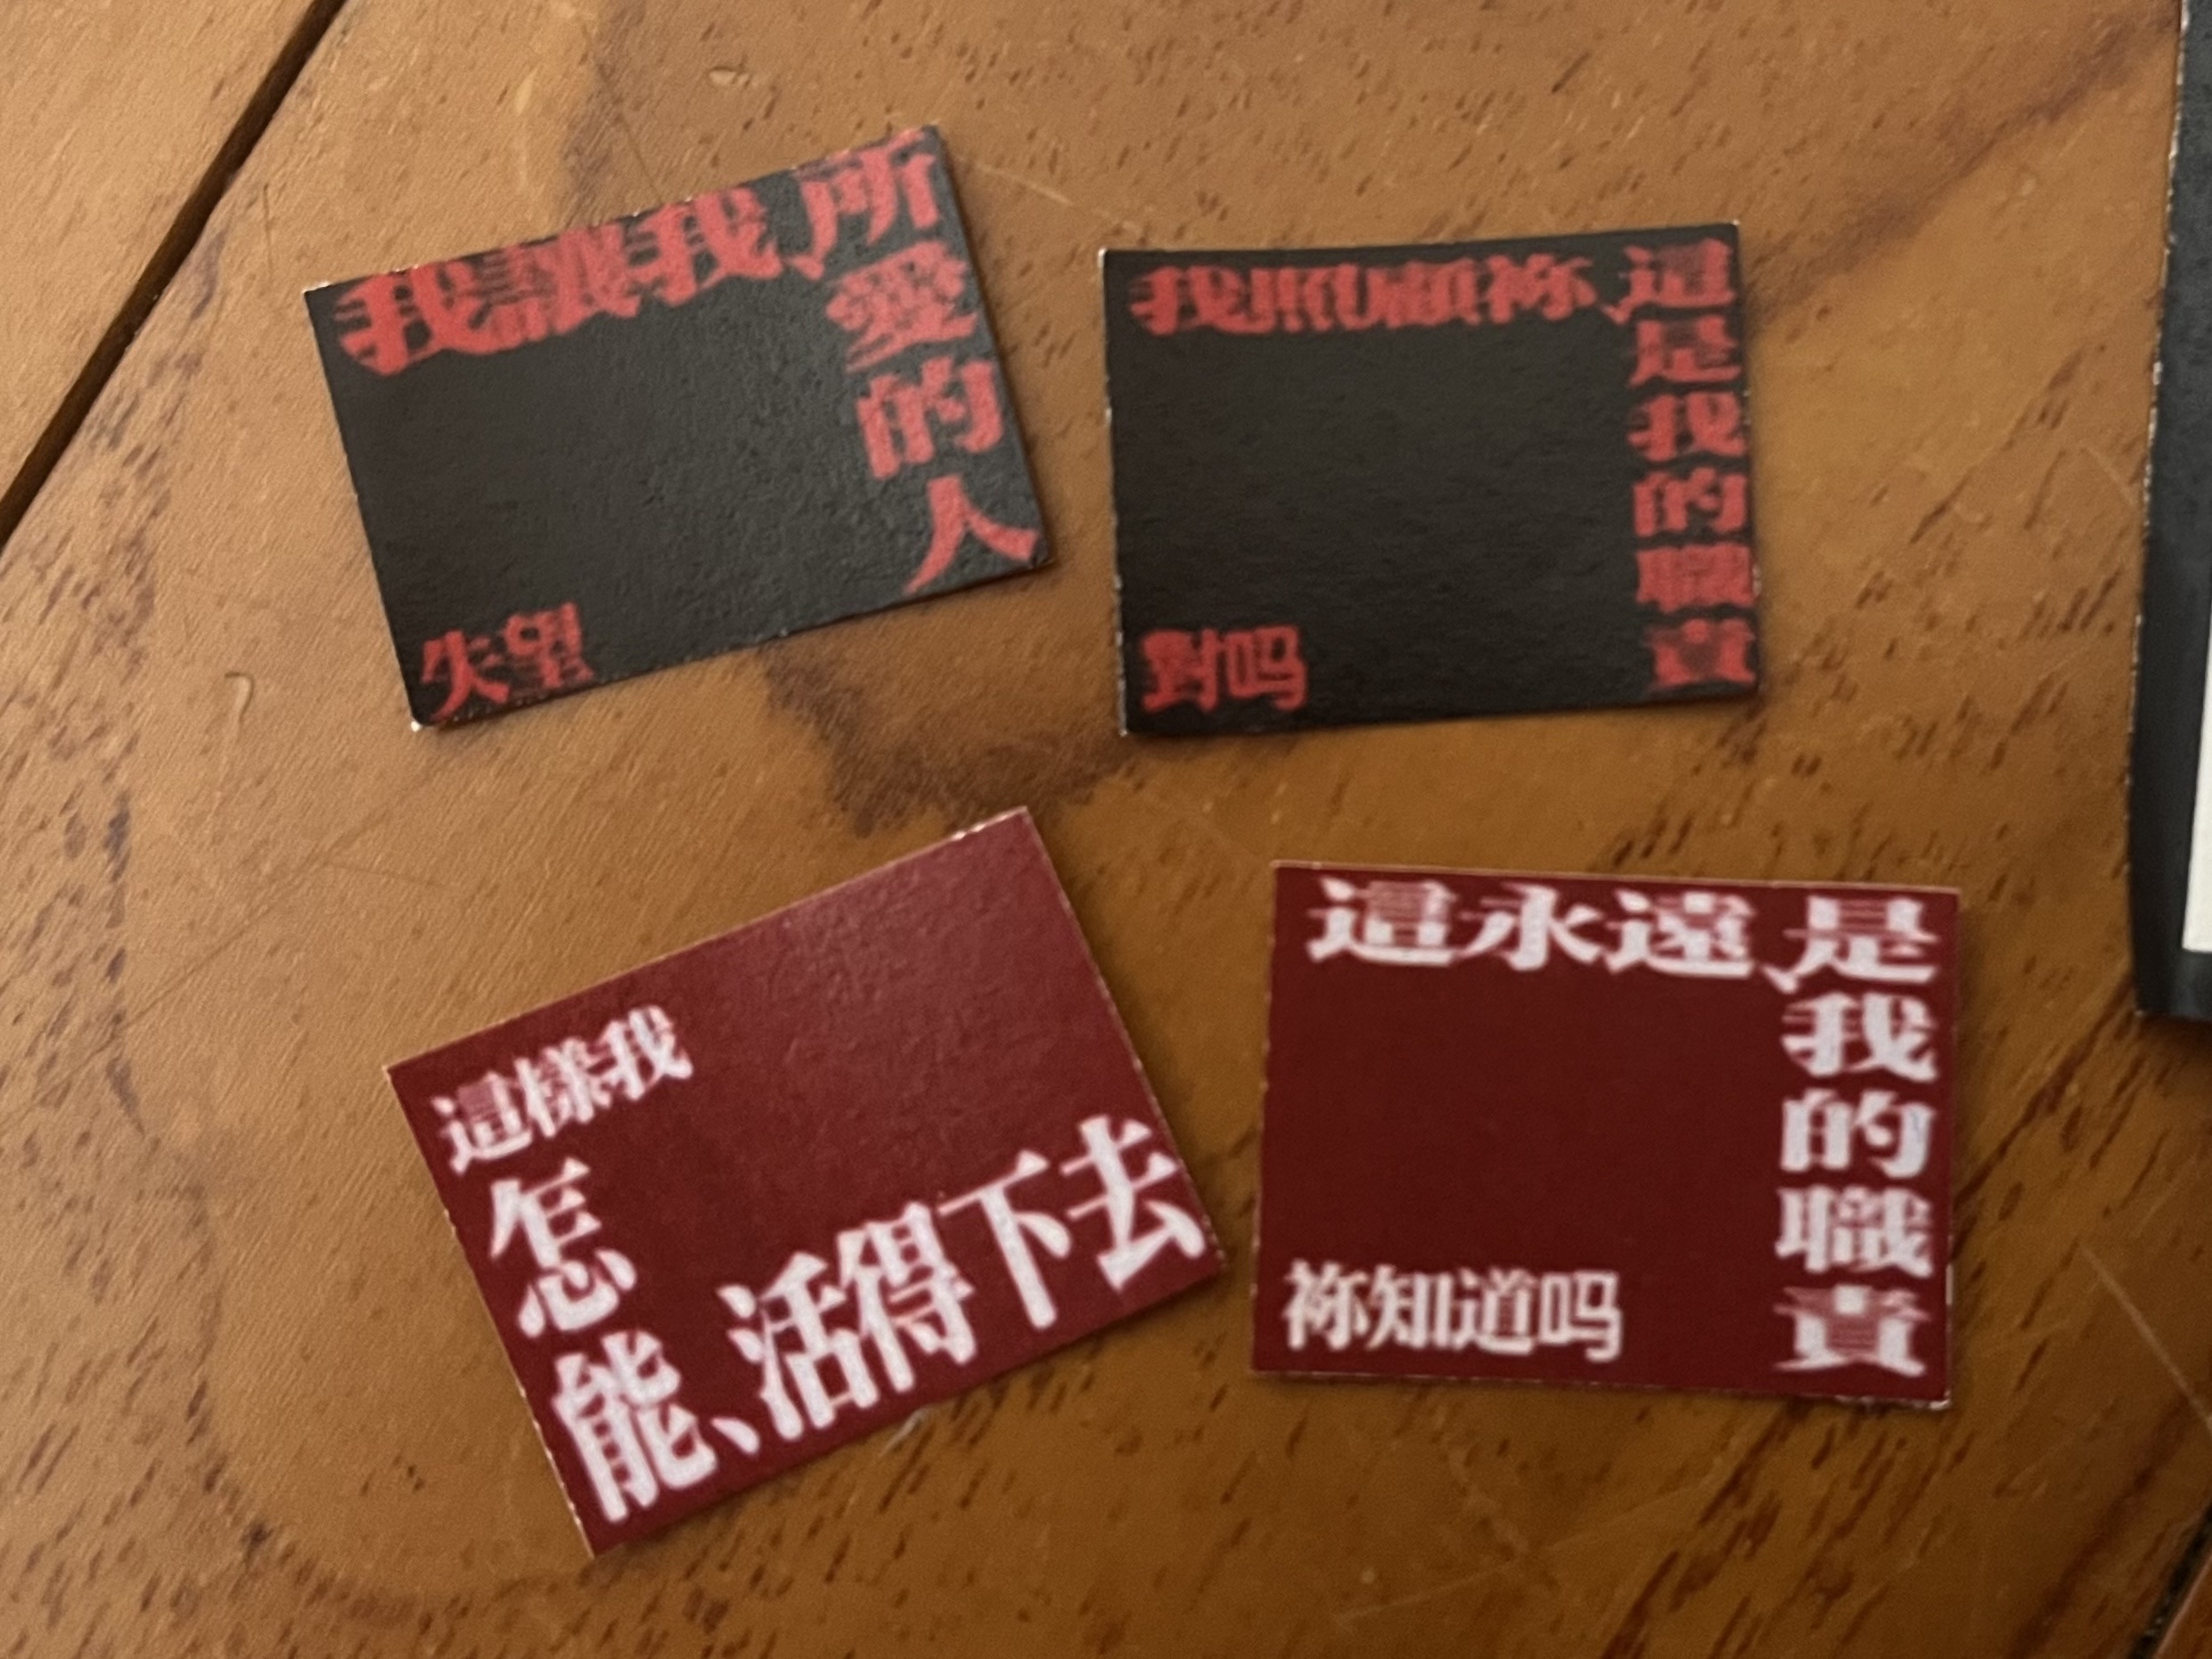 我讓我、所
愛的人
失望
我照顧祢、這
是我的職責
對吗
這樣我
怎能、活得下去
這永遠、是
我的職責
祢知道吗